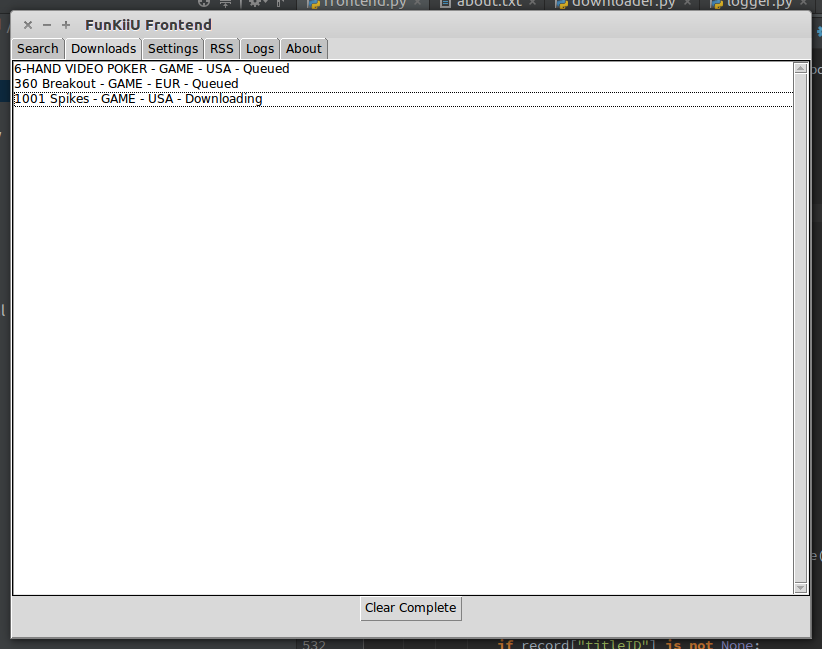 frontend.py about.txt downloader.py logger.py
FunKiiU Frontend
Search Downloads Settings RSS Logs About
6-HAND VIDEO POKER - GAME - USA - Queued
360 Breakout - GAME - EUR - Queued
1001 Spikes - GAME - USA - Downloading
Clear Complete
532 if record["titleID"] is not None: